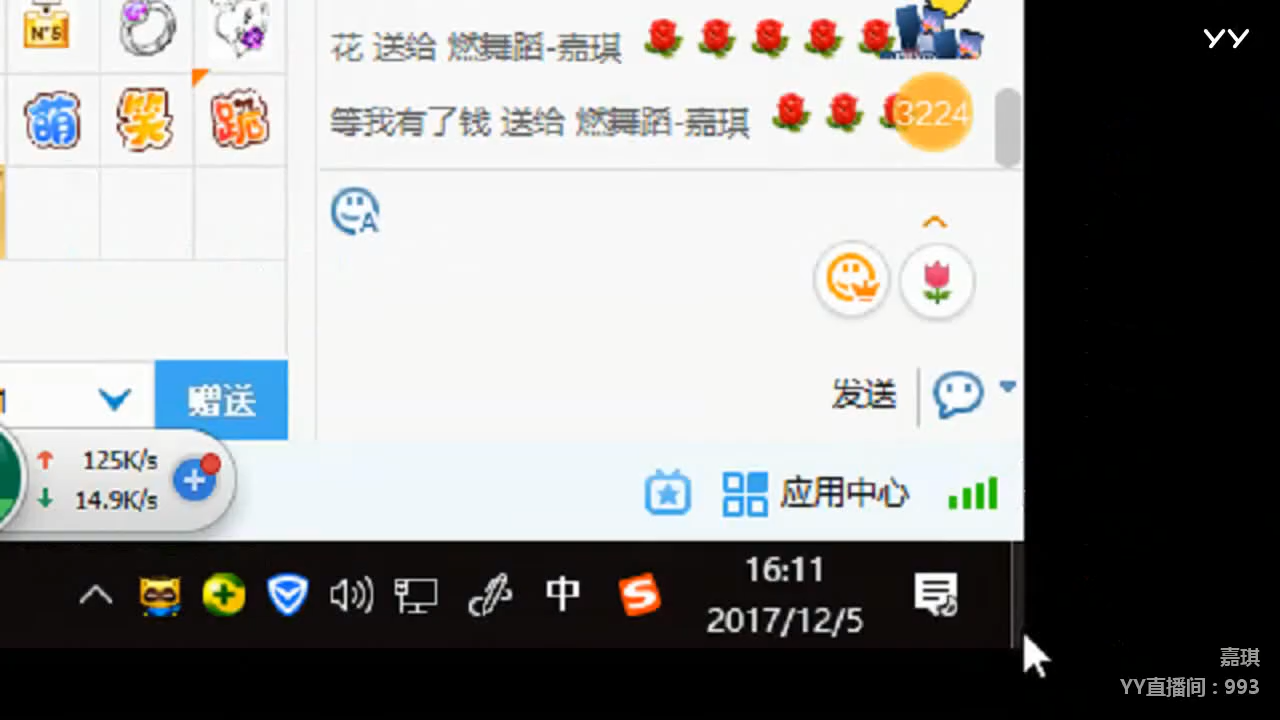 N°5
花 送给 燃舞蹈-嘉琪
YY
萌 笑 跪
等我有了钱 送给 燃舞蹈-嘉琪
3224
A
发送
赠送
125K/s
14.9K/s
应用中心
中
S
16:11
2017/12/5
嘉琪
YY直播间:993